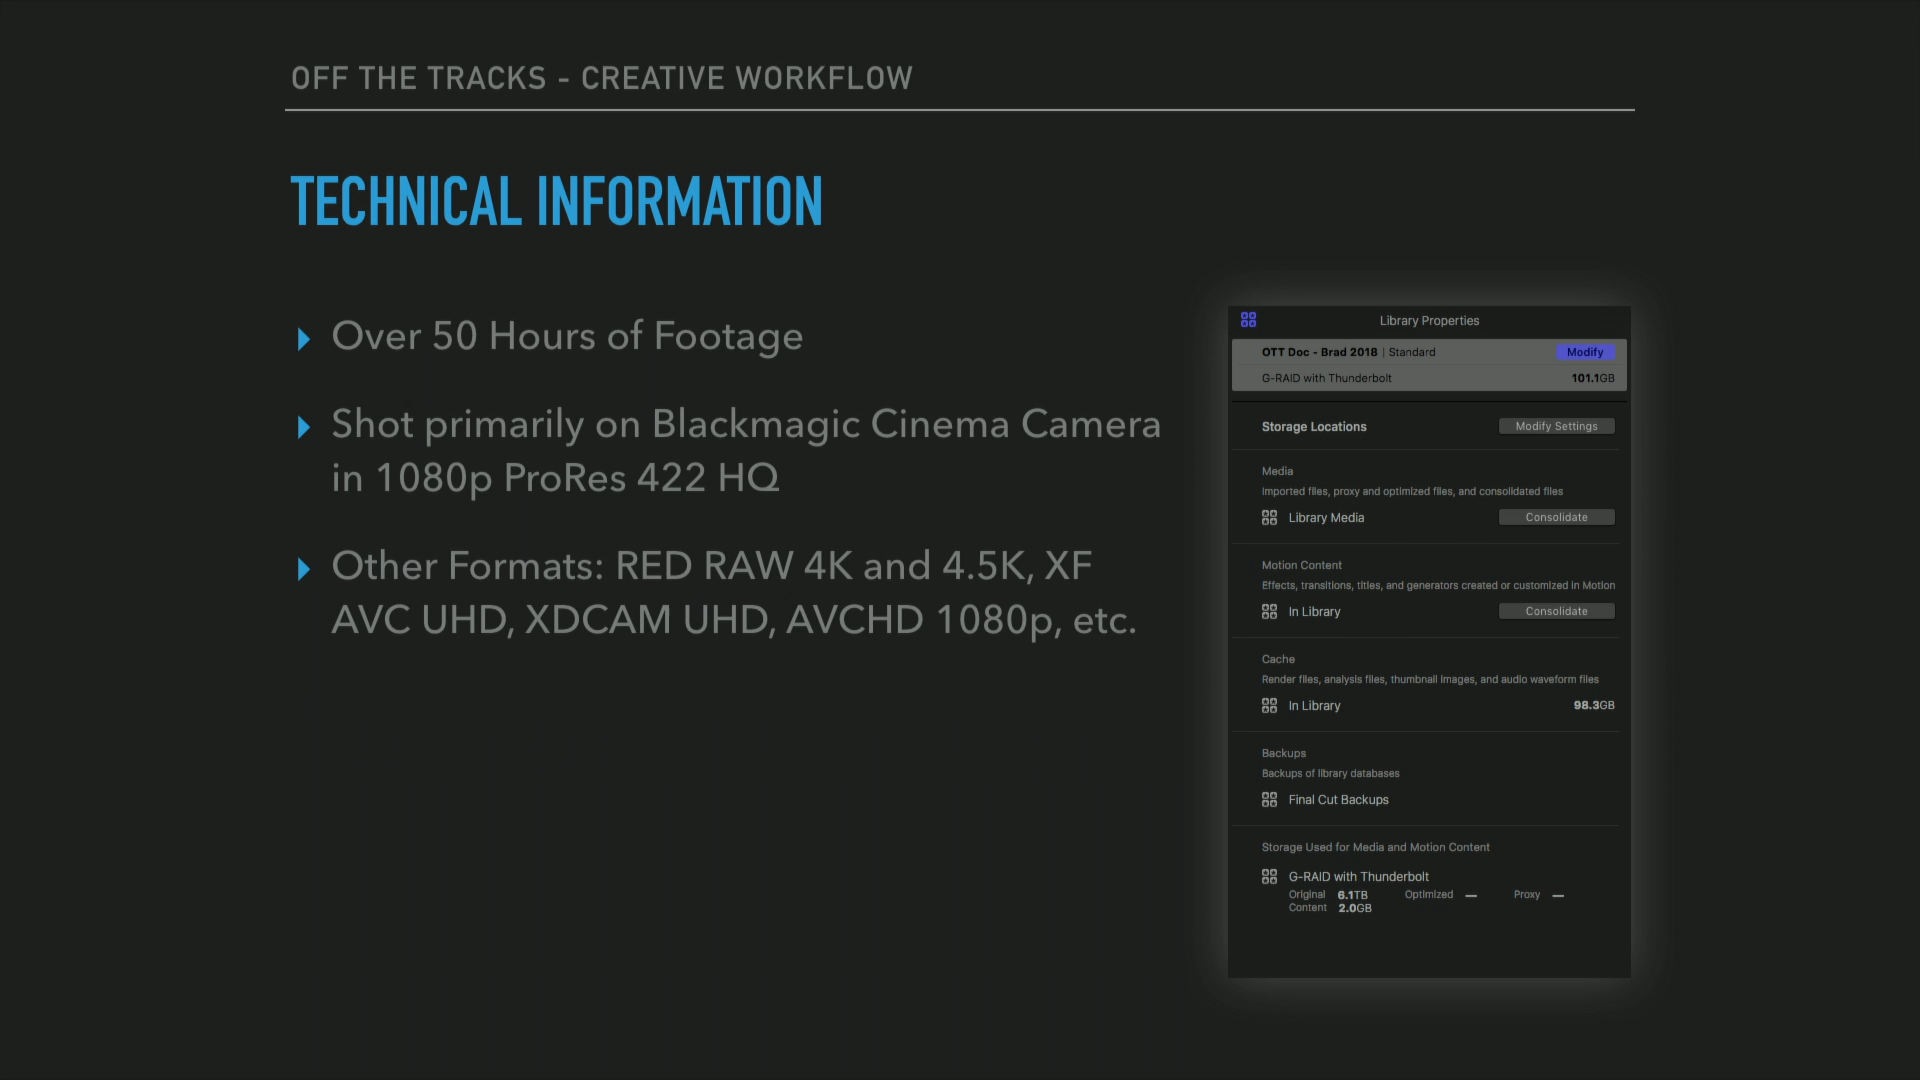 OFF THE TRACKS - CREATIVE WORKFLOW
TECHNICAL INFORMATION
Over 50 Hours of Footage
Shot primarily on Blackmagic Cinema Camera
in 1080p ProRes 422 HQ
Other Formats: RED RAW 4K and 4.5K, XF
AVC UHD, XDCAM UHD, AVCHD 1080p, etc.
Library Properties
OTT Doc - Brad 2018 | Standard Modify
G-RAID with Thunderbolt 101.1GB
Storage Locations Modify Settings
Media
Imported files, proxy and optimized files, and consolidated files
Library Media Consolidate
Motion Content
Effects, transitions, titles, and generators created or customized in Motion
In Library Consolidate
Cache
Render files, analysis files, thumbnail images, and audio waveform files
In Library 98.3GB
Backups
Backups of library databases
Final Cut Backups
Storage Used for Media and Motion Content
G-RAID with Thunderbolt
Original 6.1TB Optimized — Proxy —
Content 2.0GB